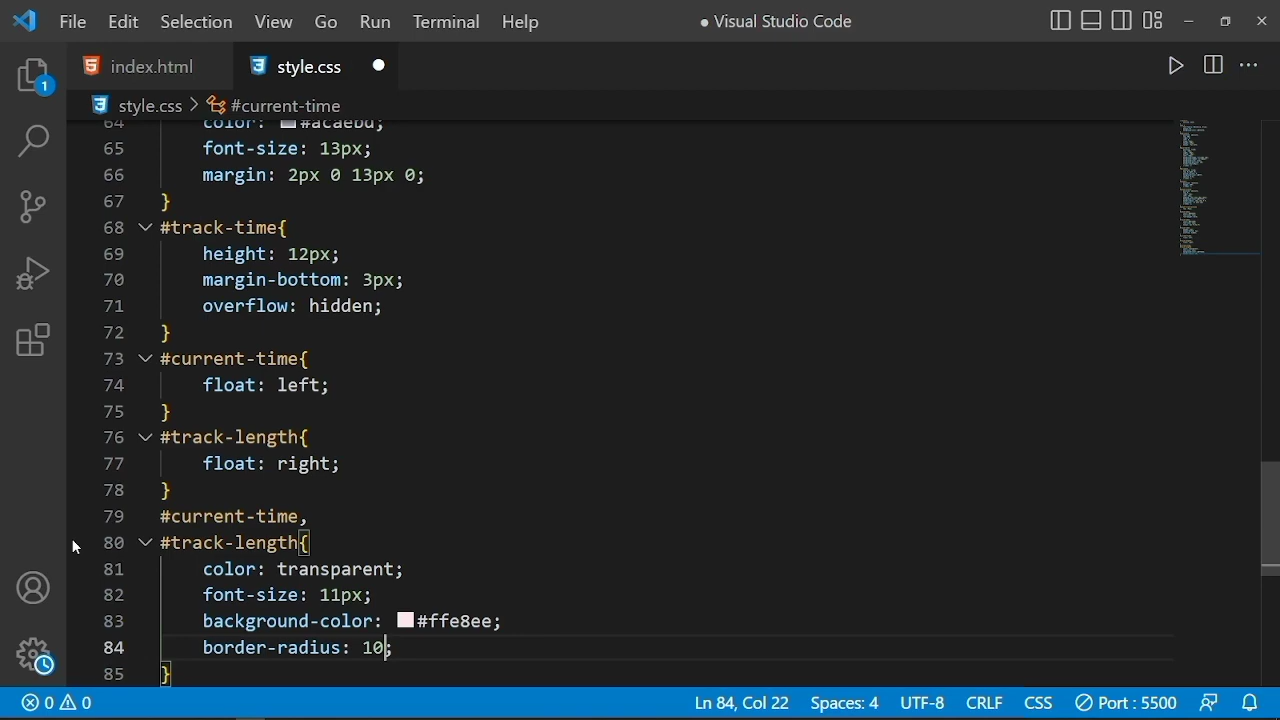 File Edit Selection View Go Run Terminal Help ● Visual Studio Code
index.html style.css ●
1
style.css > #current-time
64 color: #acaebd;
65 font-size: 13px;
66 margin: 2px 0 13px 0;
67 }
68 #track-time{
69 height: 12px;
70 margin-bottom: 3px;
71 overflow: hidden;
72 }
73 #current-time{
74 float: left;
75 }
76 #track-length{
77 float: right;
78 }
79 #current-time,
80 #track-length{
81 color: transparent;
82 font-size: 11px;
83 background-color: #ffe8ee;
84 border-radius: 10;
85 }
0 0 Ln 84, Col 22 Spaces: 4 UTF-8 CRLF CSS Port : 5500